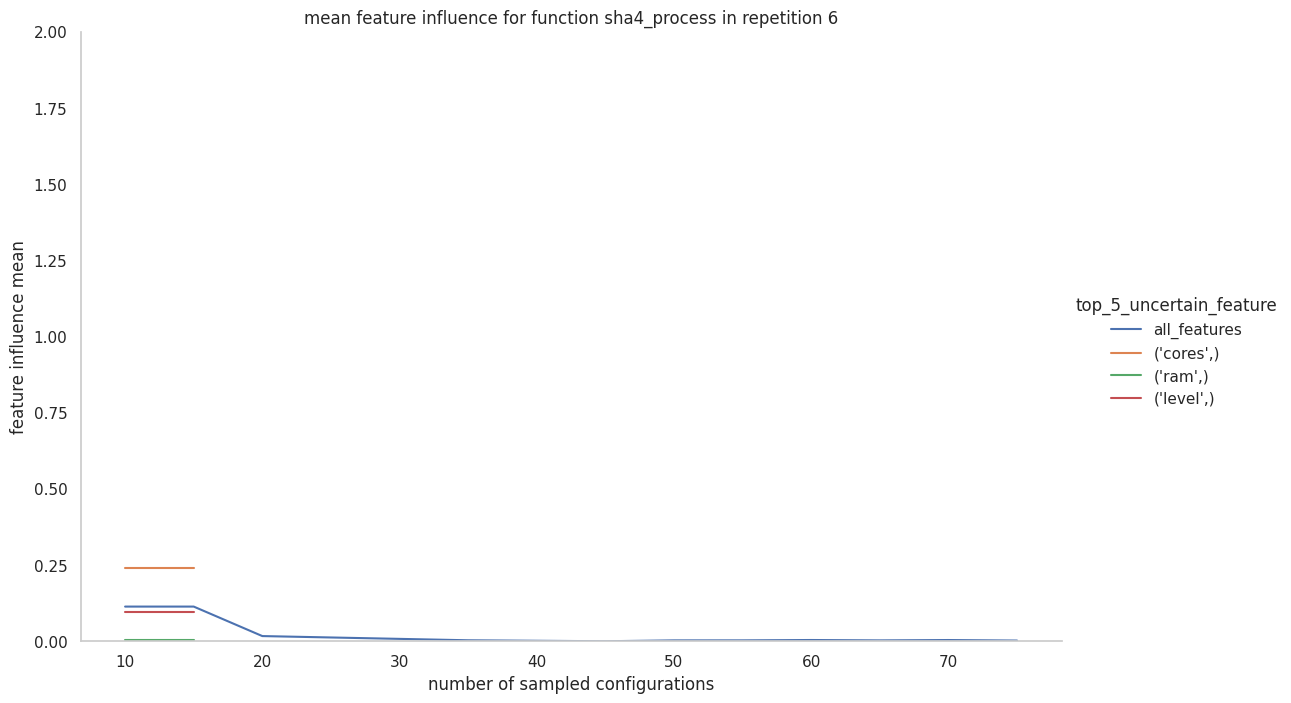 mean feature influence for function sha4_process in repetition 6
2.00
1.75
1.50
1.25
1.00
0.75
0.50
0.25
0.00
feature influence mean
10 20 30 40 50 60 70
number of sampled configurations
top_5_uncertain_feature
all_features
('cores',)
('ram',)
('level',)